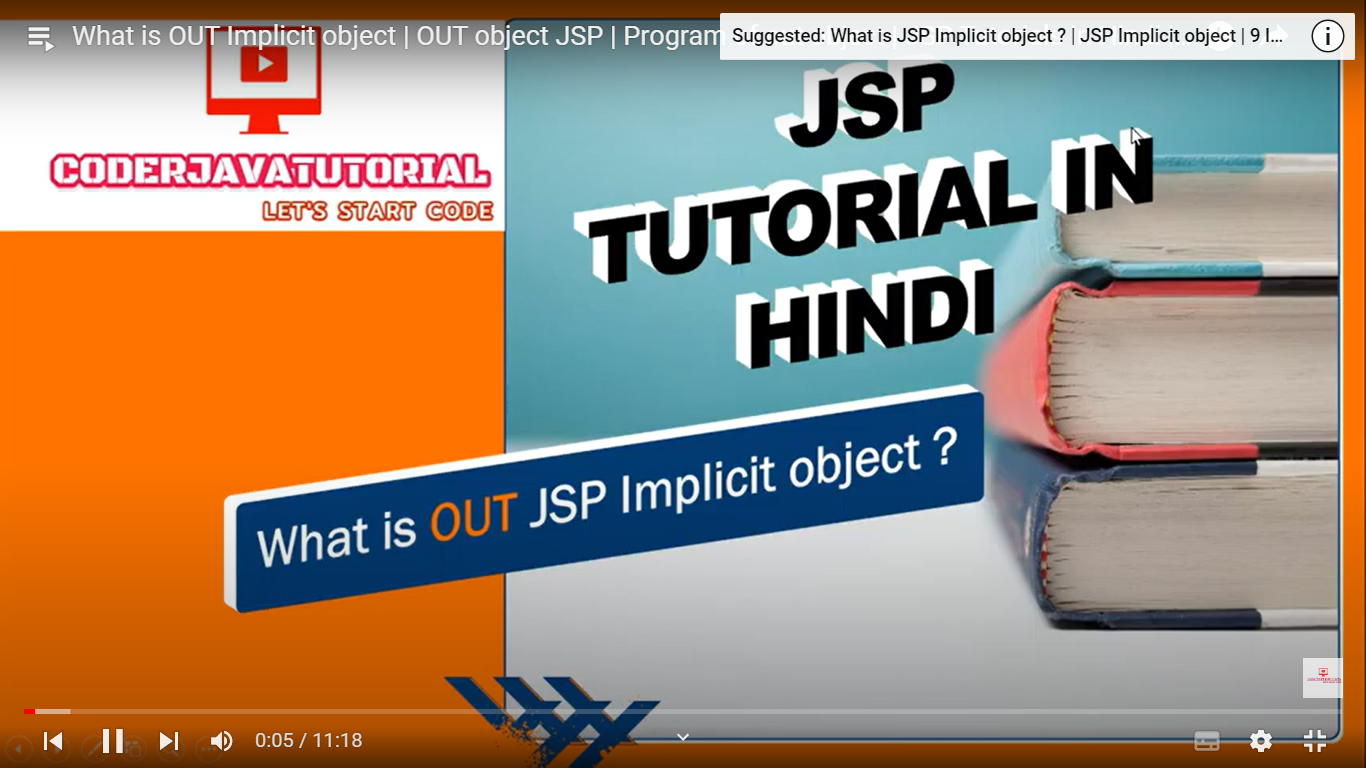 What is OUT Implicit object | OUT object JSP | Program
Suggested: What is JSP Implicit object ? | JSP Implicit object | 9 I...
CODERJAVATUTORIAL
LET'S START CODE
JSP
TUTORIAL IN
HINDI
What is OUT JSP Implicit object ?
0:05 / 11:18